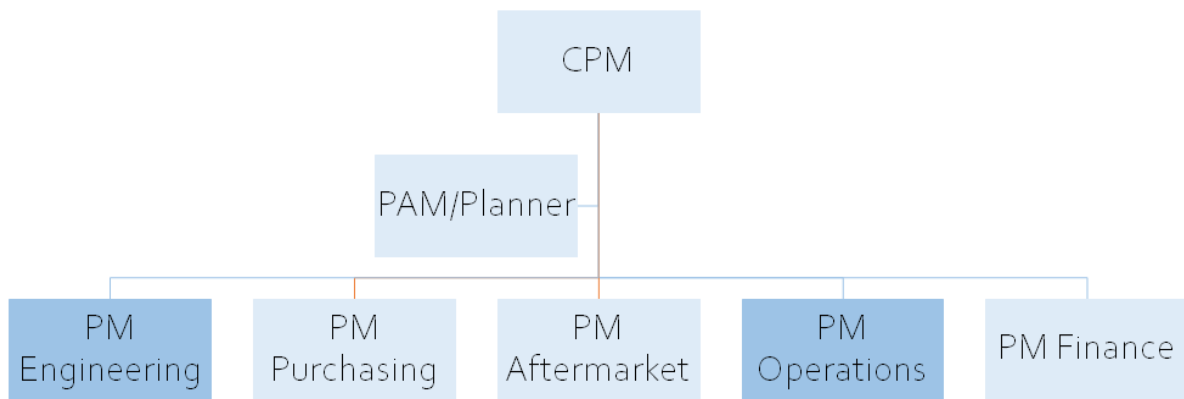 CPM
PAM/Planner
PM
Engineering
PM
Purchasing
PM
Aftermarket
PM
Operations
PM Finance